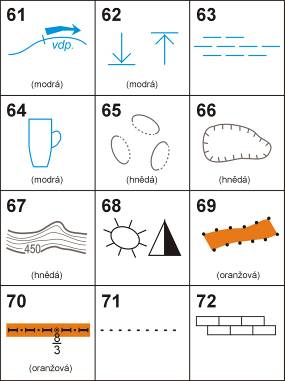 61 62 63
vdp.
(modrá) (modrá)
64 65 66
(modrá) (hnědá) (hnědá)
67 68 69
450
(hnědá) (oranžová)
70 71 72
8
3
(oranžová)